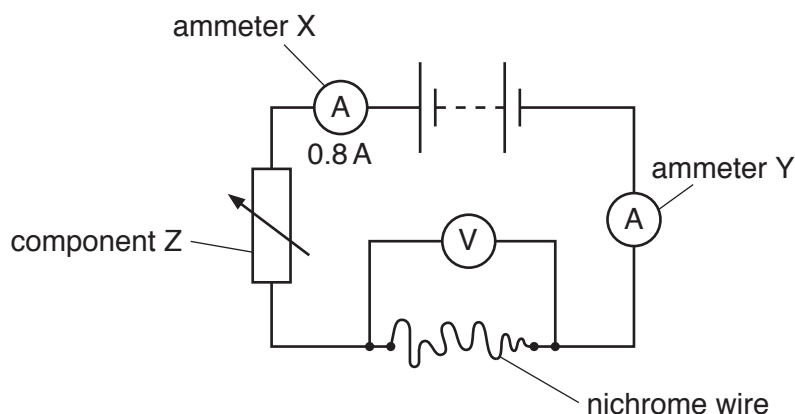 ammeter X
A
0.8 A
ammeter Y
A
component Z
V
nichrome wire